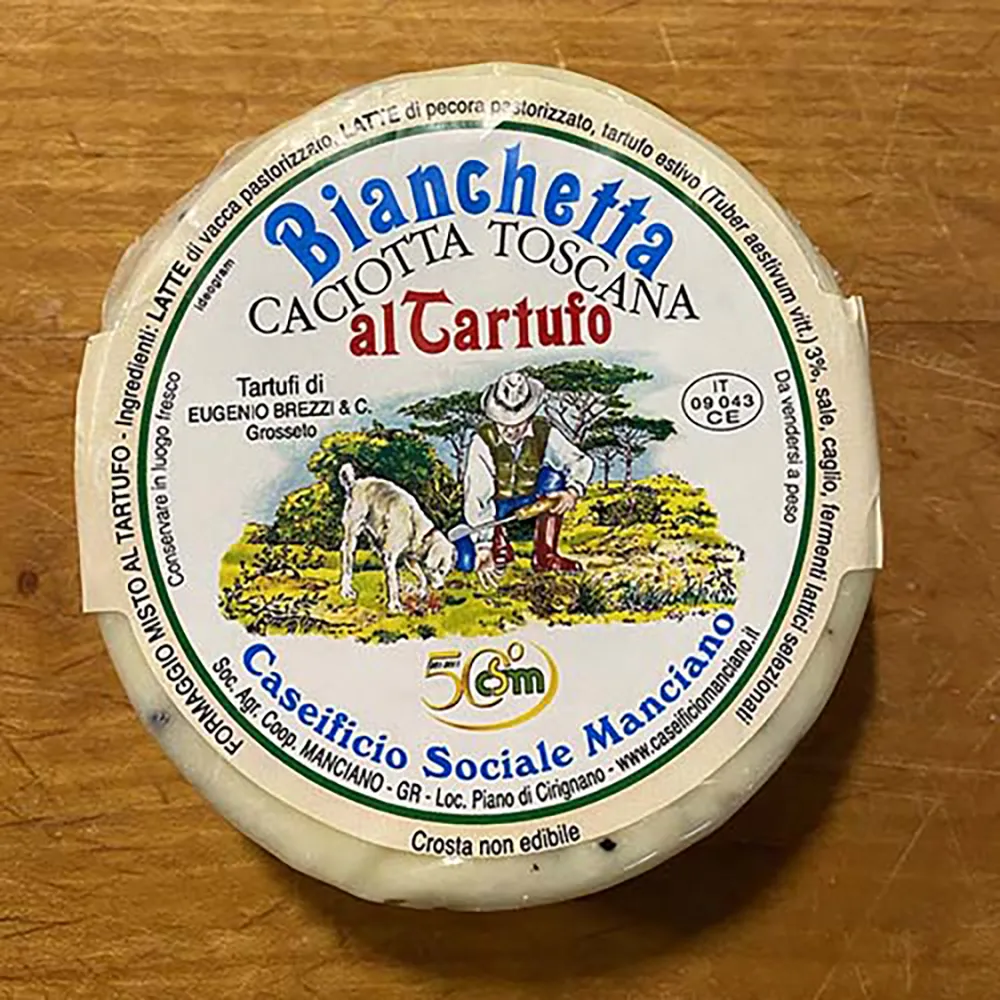 FORMAGGIO MISTO AL TARTUFO - Ingredienti: LATTE di vacca pastorizzato, LATTE di pecora pastorizzato, tartufo estivo (Tuber aestivum vitt.) 3%, sale, caglio, fermenti lattici selezionati
ideogram
Bianchetta
CACIOTTA TOSCANA
al Tartufo
Tartufi di
EUGENIO BREZZI & C.
Grosseto
IT
09 043
CE
Conservare in luogo fresco
Da vendersi a peso
50 csm
Caseificio Sociale Manciano
Soc. Agr. Coop. MANCIANO - GR - Loc. Piano di Cirignano - www.caseificiomanciano.it
Crosta non edibile